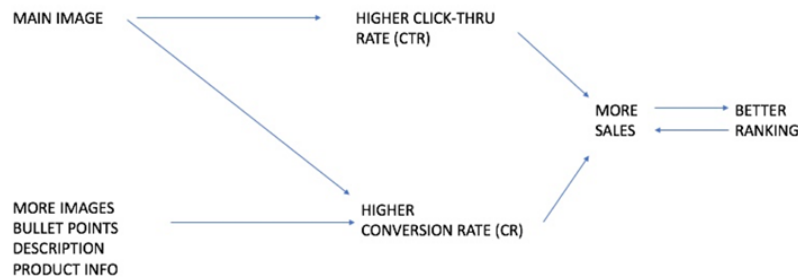 MAIN IMAGE
HIGHER CLICK-THRU
RATE (CTR)
MORE
SALES
BETTER
RANKING
MORE IMAGES
BULLET POINTS
DESCRIPTION
PRODUCT INFO
HIGHER
CONVERSION RATE (CR)